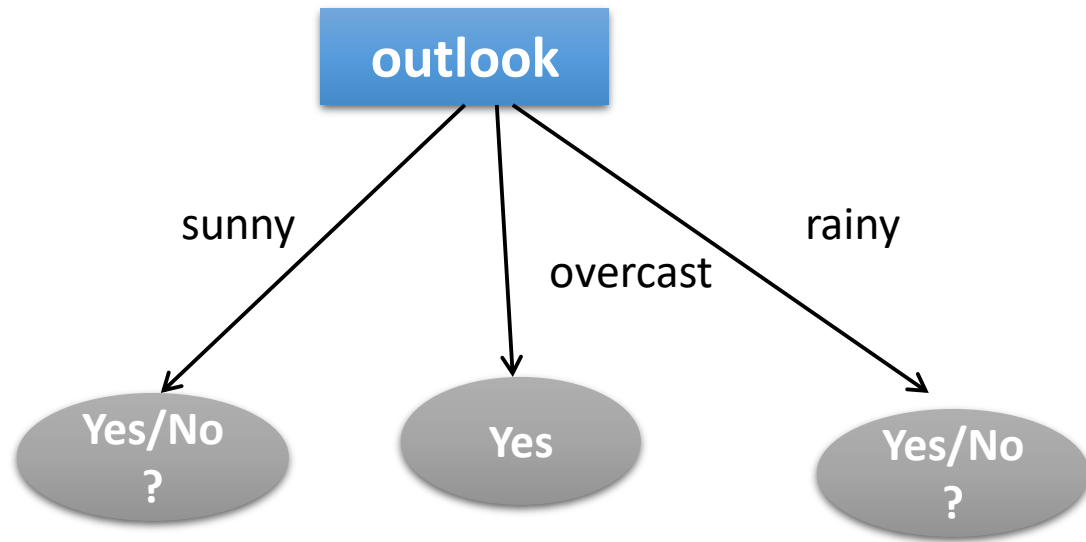 outlook
sunny
rainy
overcast
Yes/No
?
Yes
Yes/No
?